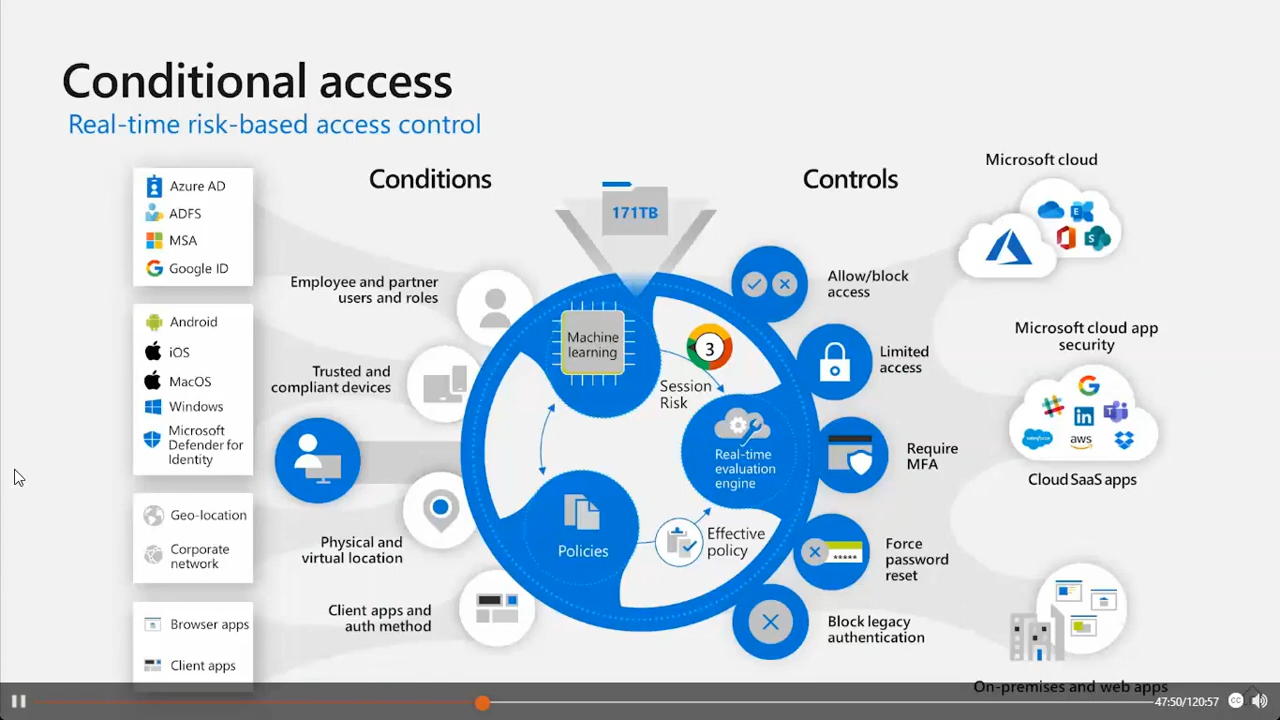 Conditional access
Real-time risk-based access control
Azure AD
ADFS
MSA
Google ID
Android
iOS
MacOS
Windows
Microsoft
Defender for
Identity
Geo-location
Corporate
network
Browser apps
Client apps
Conditions
Employee and partner
users and roles
Trusted and
compliant devices
Physical and
virtual location
Client apps and
auth method
171TB
Machine
learning
3
Session
Risk
Real-time
evaluation
engine
Policies
Effective
policy
Controls
Allow/block
access
Limited
access
Require
MFA
*****
Force
password
reset
Block legacy
authentication
Microsoft cloud
E
S
Microsoft cloud app
security
in
T
salesforce
aws
Cloud SaaS apps
On-premises and web apps
47:50/120:57
CC